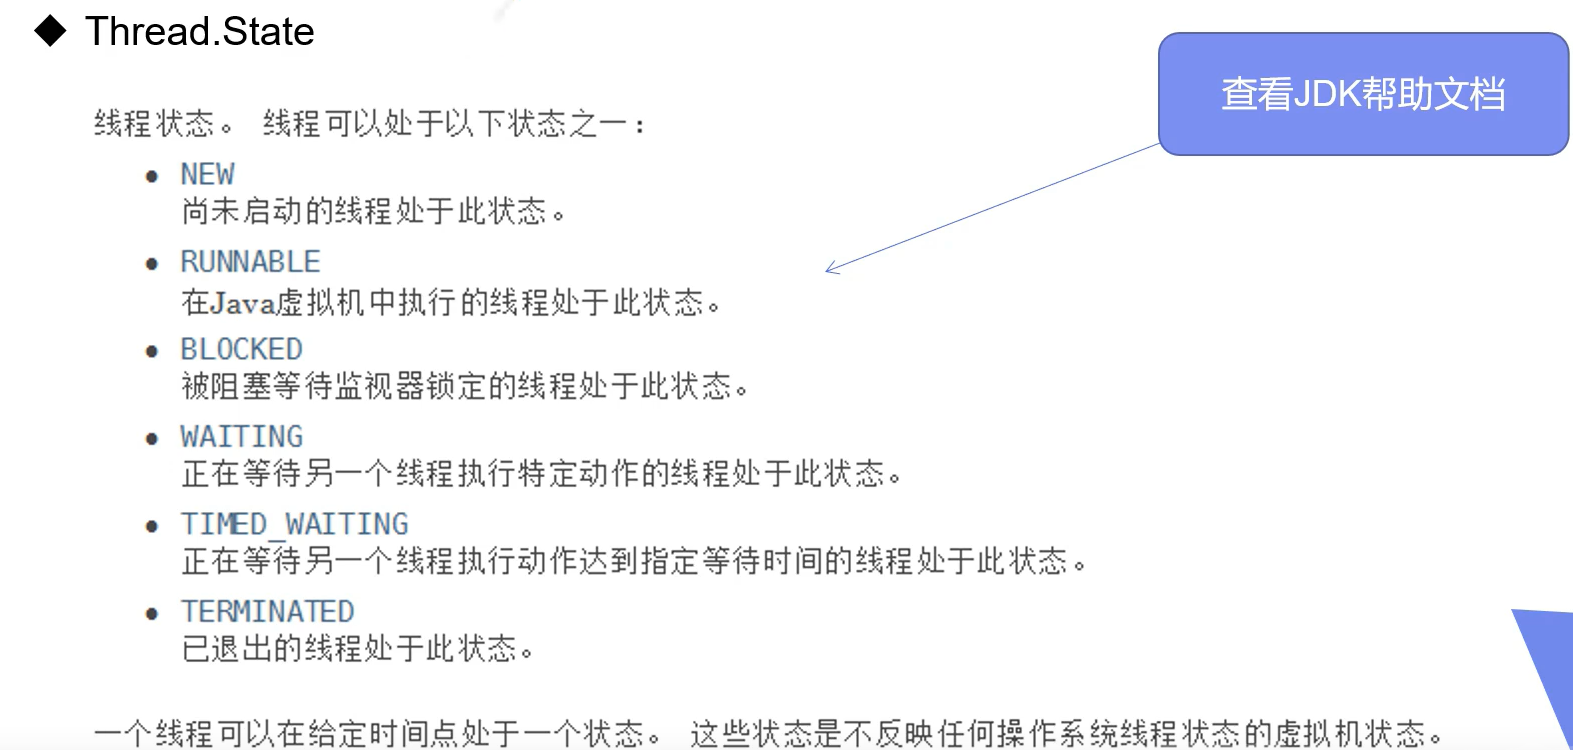 ◆ Thread.State
查看JDK帮助文档
线程状态。 线程可以处于以下状态之一：
• NEW
尚未启动的线程处于此状态。
• RUNNABLE
在Java虚拟机中执行的线程处于此状态。
• BLOCKED
被阻塞等待监视器锁定的线程处于此状态。
• WAITING
正在等待另一个线程执行特定动作的线程处于此状态。
• TIMED_WAITING
正在等待另一个线程执行动作达到指定等待时间的线程处于此状态。
• TERMINATED
已退出的线程处于此状态。
一个线程可以在给定时间点处于一个状态。 这些状态是不反映任何操作系统线程状态的虚拟机状态。